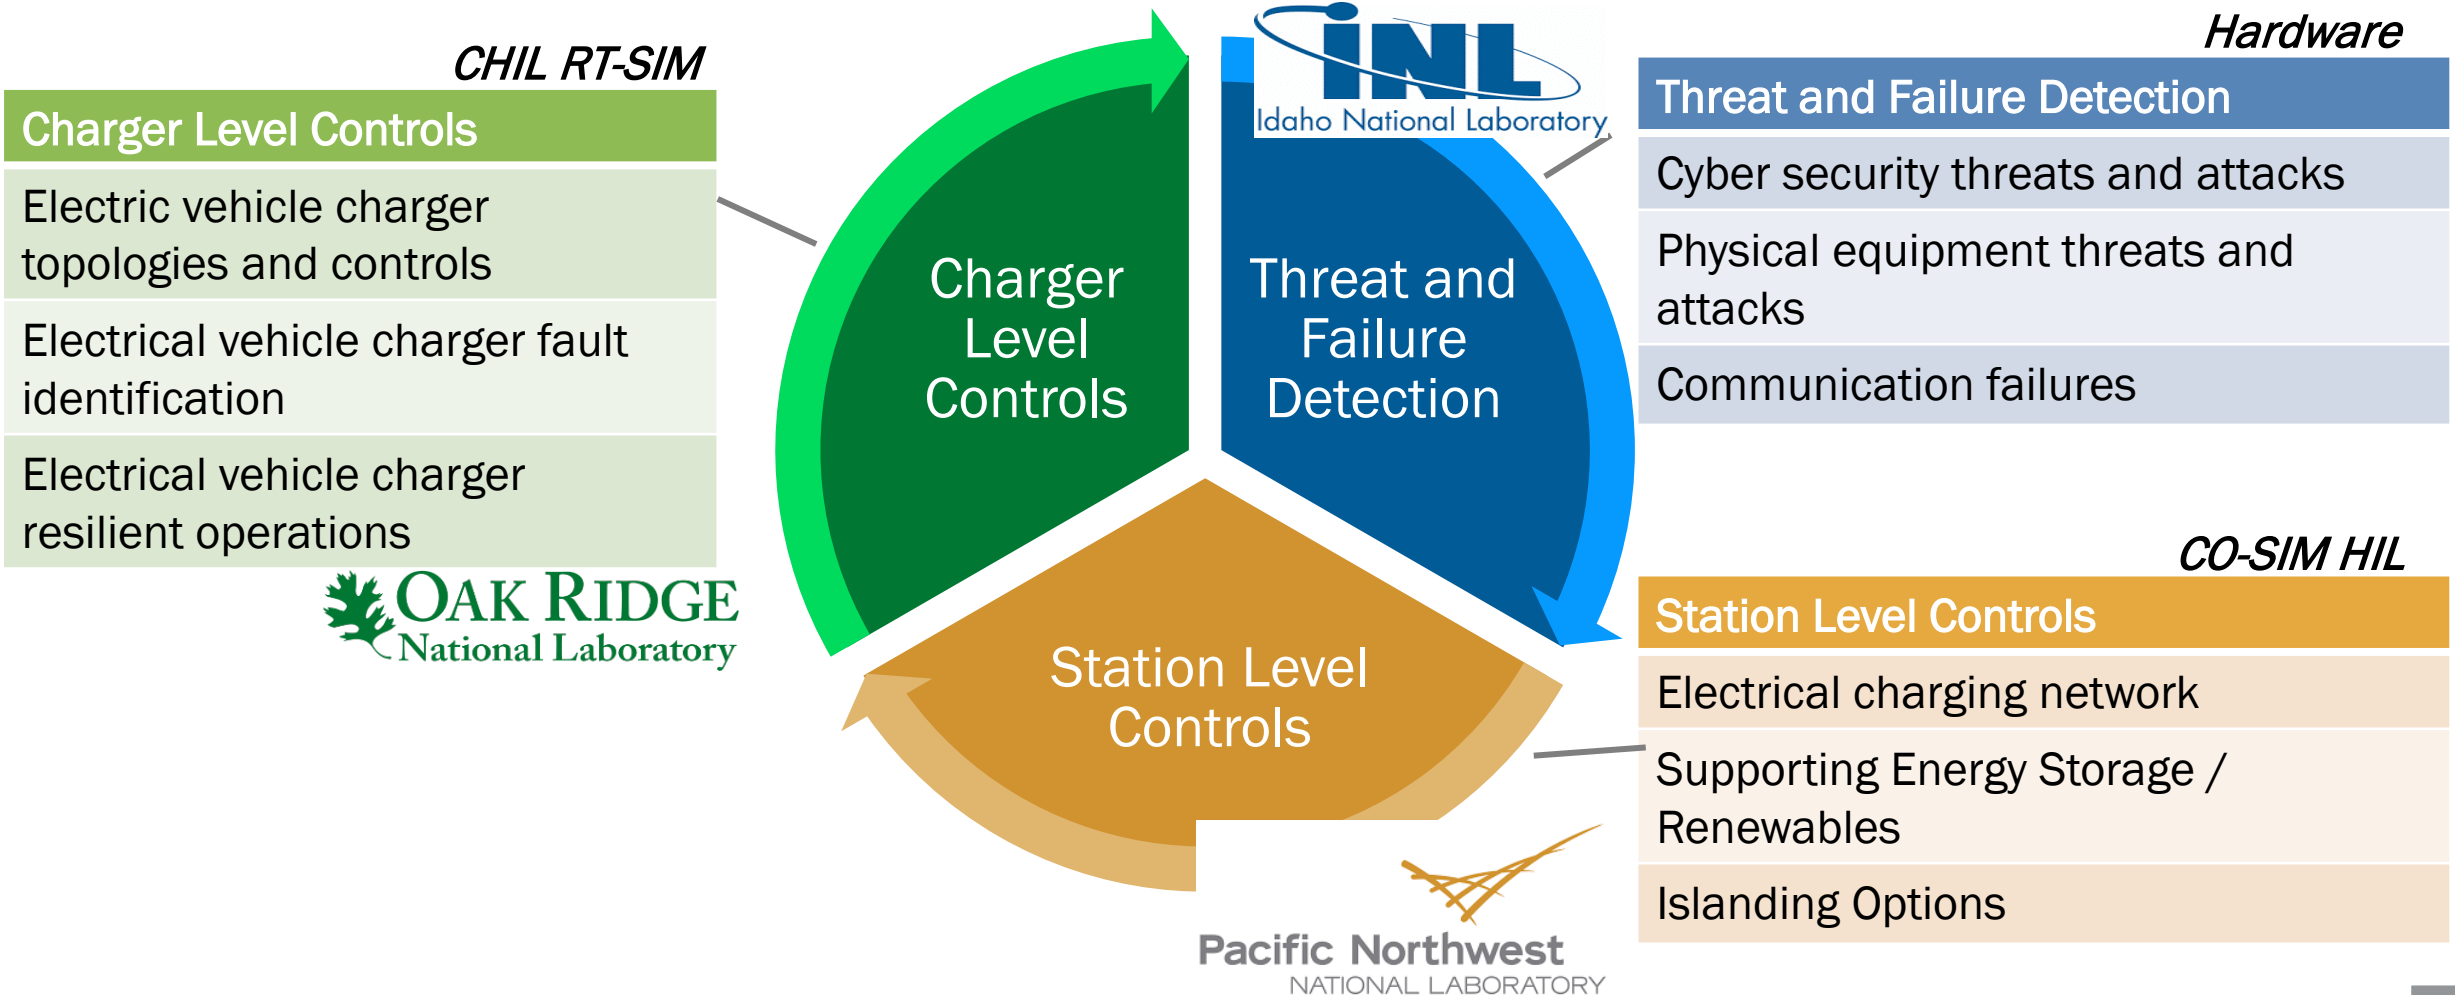 CHIL RT-SIM
Charger Level Controls
Electric vehicle charger
topologies and controls
Electrical vehicle charger fault
identification
Electrical vehicle charger
resilient operations
OAK RIDGE
National Laboratory
Charger
Level
Controls
INL
Idaho National Laboratory
Threat and
Failure
Detection
Station Level
Controls
Pacific Northwest
NATIONAL LABORATORY
Hardware
Threat and Failure Detection
Cyber security threats and attacks
Physical equipment threats and
attacks
Communication failures
CO-SIM HIL
Station Level Controls
Electrical charging network
Supporting Energy Storage /
Renewables
Islanding Options